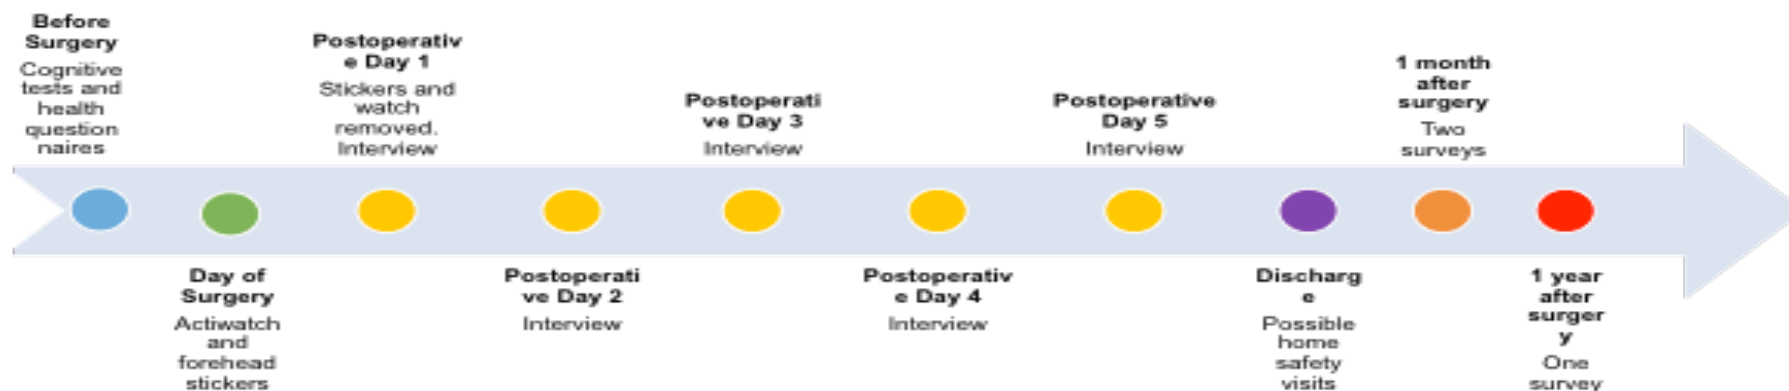 Before
Surgery
Cognitive
tests and
health
question
naires
Day of
Surgery
Actiwatch
and
forehead
stickers
Postoperativ
e Day 1
Stickers and
watch
removed.
Interview
Postoperati
ve Day 2
Interview
Postoperati
ve Day 3
Interview
Postoperativ
e Day 4
Interview
Postoperative
Day 5
Interview
Discharg
e
Possible
home
safety
visits
1 month
after
surgery
Two
surveys
1 year
after
surger
y
One
survey